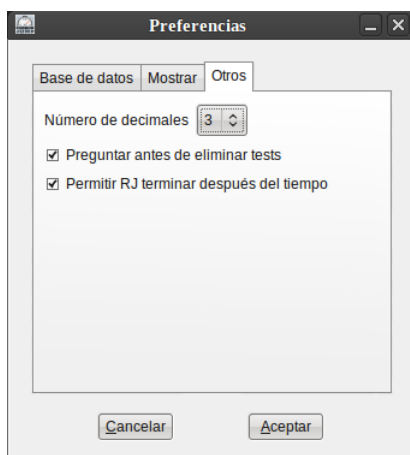 Preferencias
Base de datos Mostrar Otros
Número de decimales 3
Preguntar antes de eliminar tests
Permitir RJ terminar después del tiempo
Cancelar Aceptar